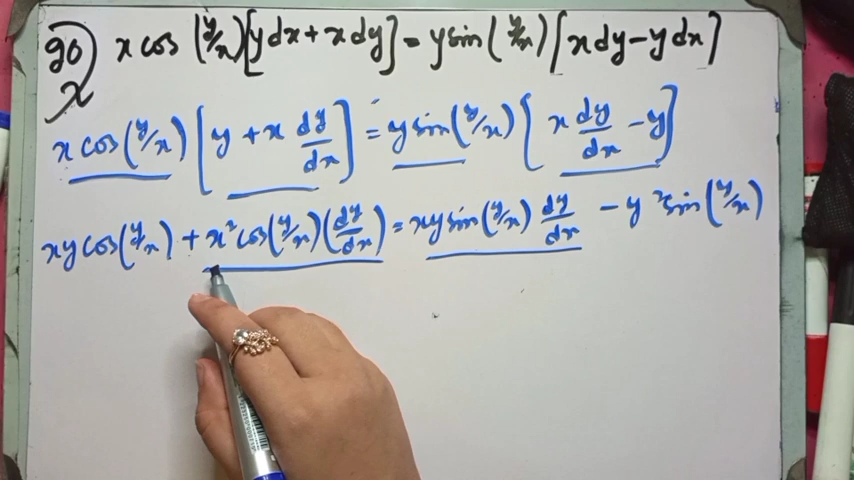 20) x cos (y/x) [y dx + x dy] = y sin (y/x) [x dy - y dx]
x cos (y/x) [y + x dy/dx] = y sin (y/x) [x dy/dx - y]
xy cos (y/x) + x² cos (y/x) (dy/dx) = xy sin (y/x) dy/dx - y² sin (y/x)